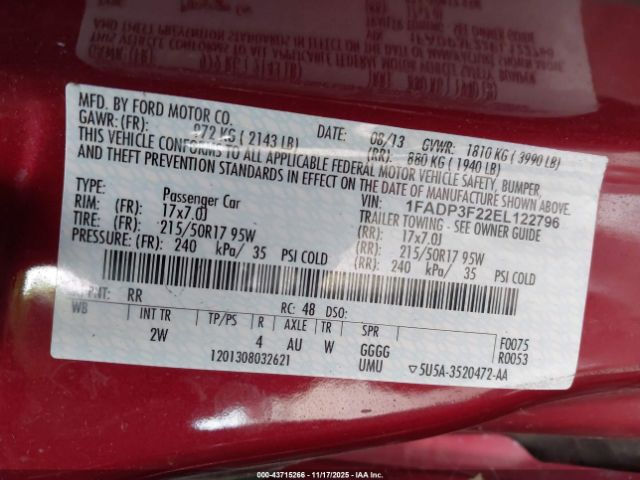 MFD. BY FORD MOTOR CO. DATE: 08/13 GVWR: 1810 KG (3990 LB)
GAWR: (FR): 972 KG (2143 LB) (RR): 880 KG (1940 LB)
THIS VEHICLE CONFORMS TO ALL APPLICABLE FEDERAL MOTOR VEHICLE SAFETY, BUMPER,
AND THEFT PREVENTION STANDARDS IN EFFECT ON THE DATE OF MANUFACTURE SHOWN ABOVE.
VIN: 1FADP3F22EL122796
TYPE: Passenger Car TRAILER TOWING - SEE OWNER GUIDE
RIM: (FR): 17x7.0J (RR): 17x7.0J
TIRE: (FR): 215/50R17 95W (RR): 215/50R17 95W
PRESSURE: (FR): 240 kPa/ 35 PSI COLD (RR): 240 kPa/ 35 PSI COLD
PNT: RR RC: 48 DSO:
WB INT TR TP/PS R AXLE TR SPR F0075
2W 4 AU W GGGG R0053
1201308032621 UMU ▽5U5A-3520472-AA
00-43715266 - 11/17/2025 - IAA Inc.